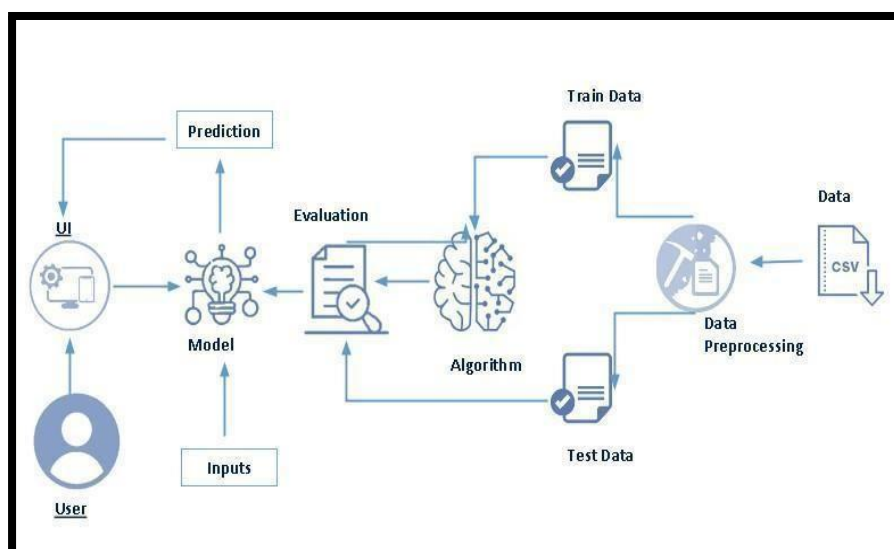 Train Data
Prediction
Data
Evaluation
UI
CSV
Model
Data
Preprocessing
Algorithm
Inputs
Test Data
User